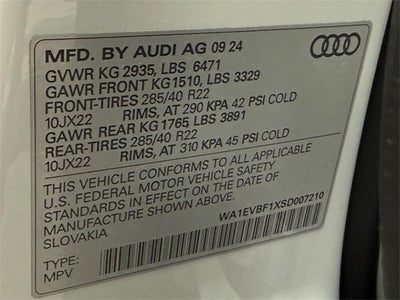 MFD. BY AUDI AG 09 24
GVWR KG 2935, LBS 6471
GAWR FRONT KG1510, LBS 3329
FRONT-TIRES 285/40 R22
10JX22 RIMS, AT 290 KPA 42 PSI COLD
GAWR REAR KG 1765, LBS 3891
REAR-TIRES 285/40 R22
10JX22 RIMS, AT 310 KPA 45 PSI COLD
THIS VEHICLE CONFORMS TO ALL APPLICABLE
U.S. FEDERAL MOTOR VEHICLE SAFETY
STANDARDS IN EFFECT ON THE DATE OF
MANUFACTURE SHOWN ABOVE.
SLOVAKIA WA1EVBF1XSD007210
TYPE:
MPV